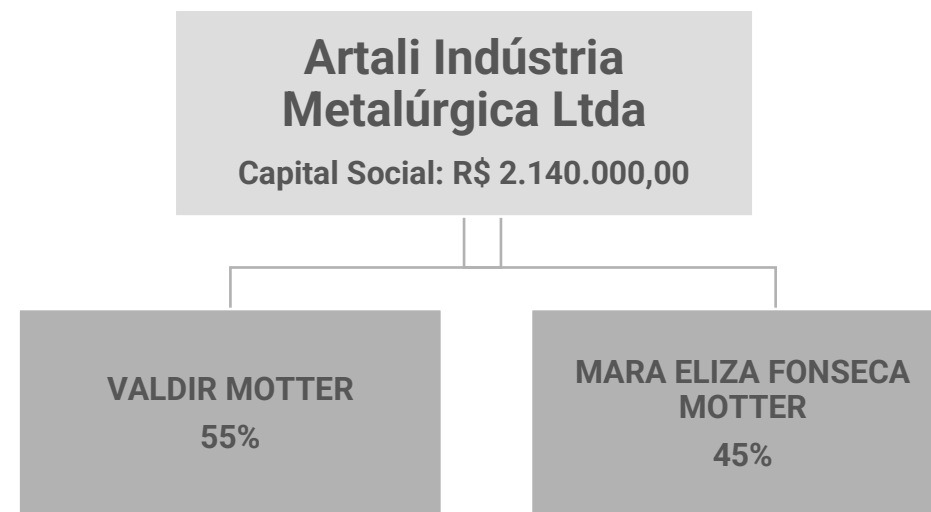 Artali Indústria
Metalúrgica Ltda
Capital Social: R$ 2.140.000,00
VALDIR MOTTER
55%
MARA ELIZA FONSECA
MOTTER
45%